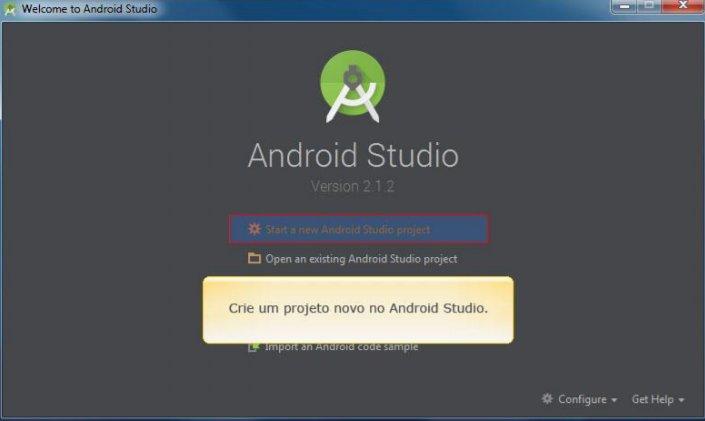 Welcome to Android Studio
Android Studio
Version 2.1.2
Start a new Android Studio project
Open an existing Android Studio project
Crie um projeto novo no Android Studio.
Import an Android code sample
Configure
Get Help